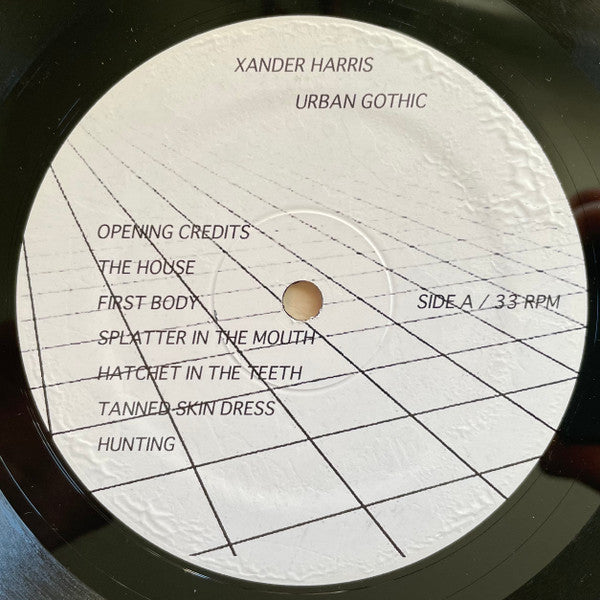 XANDER HARRIS
URBAN GOTHIC
OPENING CREDITS
THE HOUSE
FIRST BODY
SIDE A / 33 RPM
SPLATTER IN THE MOUTH
HATCHET IN THE TEETH
TANNED SKIN DRESS
HUNTING